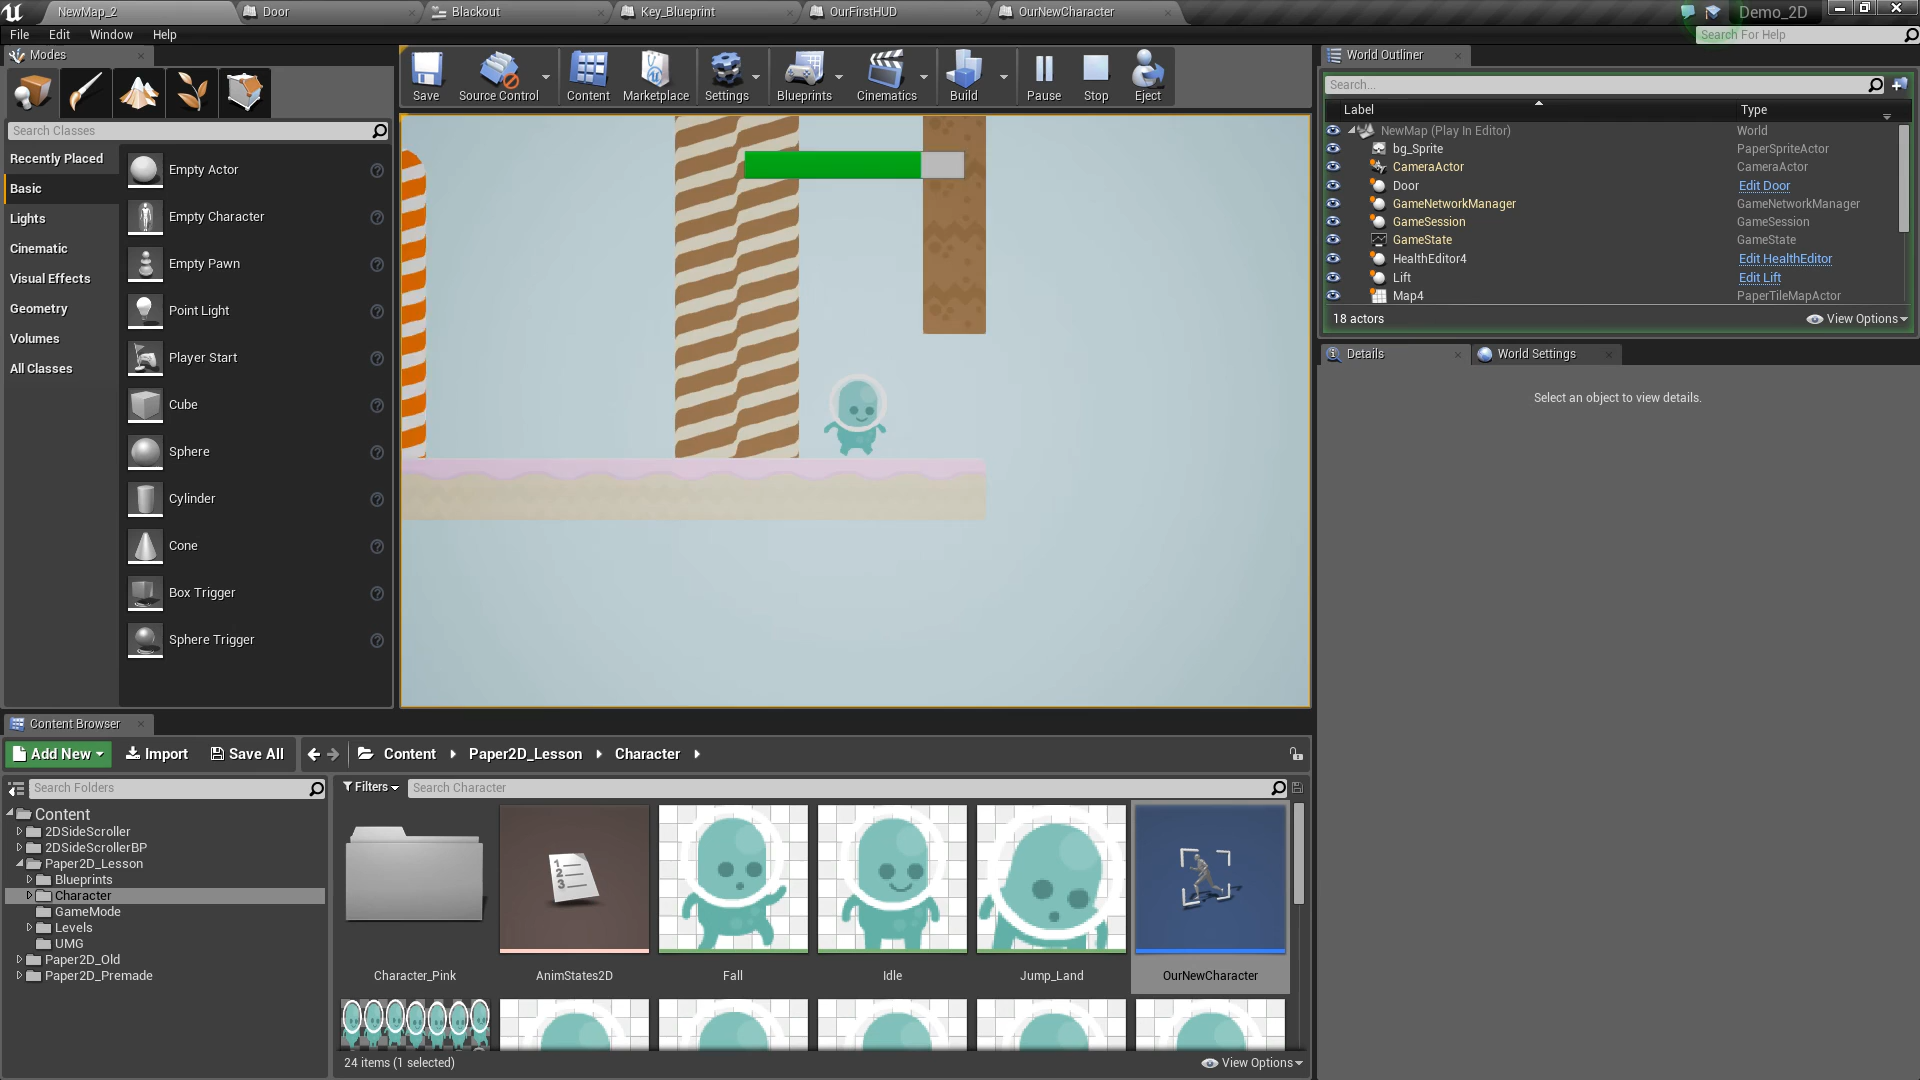 NewMap_2
Door
Blackout
Key_Blueprint
OurFirstHUD
OurNewCharacter
Demo_2D
File Edit Window Help
Search For Help
Modes
Search Classes
Recently Placed
Basic
Lights
Cinematic
Visual Effects
Geometry
Volumes
All Classes
Empty Actor
Empty Character
Empty Pawn
Point Light
Player Start
Cube
Sphere
Cylinder
Cone
Box Trigger
Sphere Trigger
Save
Source Control
Content
Marketplace
Settings
Blueprints
Cinematics
Build
Pause
Stop
Eject
World Outliner
Search...
Label Type
NewMap (Play In Editor) World
bg_Sprite PaperSpriteActor
CameraActor CameraActor
Door Edit Door
GameNetworkManager GameNetworkManager
GameSession GameSession
GameState GameState
HealthEditor4 Edit HealthEditor
Lift Edit Lift
Map4 PaperTileMapActor
18 actors View Options
Details
World Settings
Select an object to view details.
Content Browser
Add New Import Save All Content Paper2D_Lesson Character
Search Folders
Content
2DSideScroller
2DSideScrollerBP
Paper2D_Lesson
Blueprints
Character
GameMode
Levels
UMG
Paper2D_Old
Paper2D_Premade
Filters
Search Character
1
2
3
Character_Pink
AnimStates2D
Fall
Idle
Jump_Land
OurNewCharacter
24 items (1 selected)
View Options